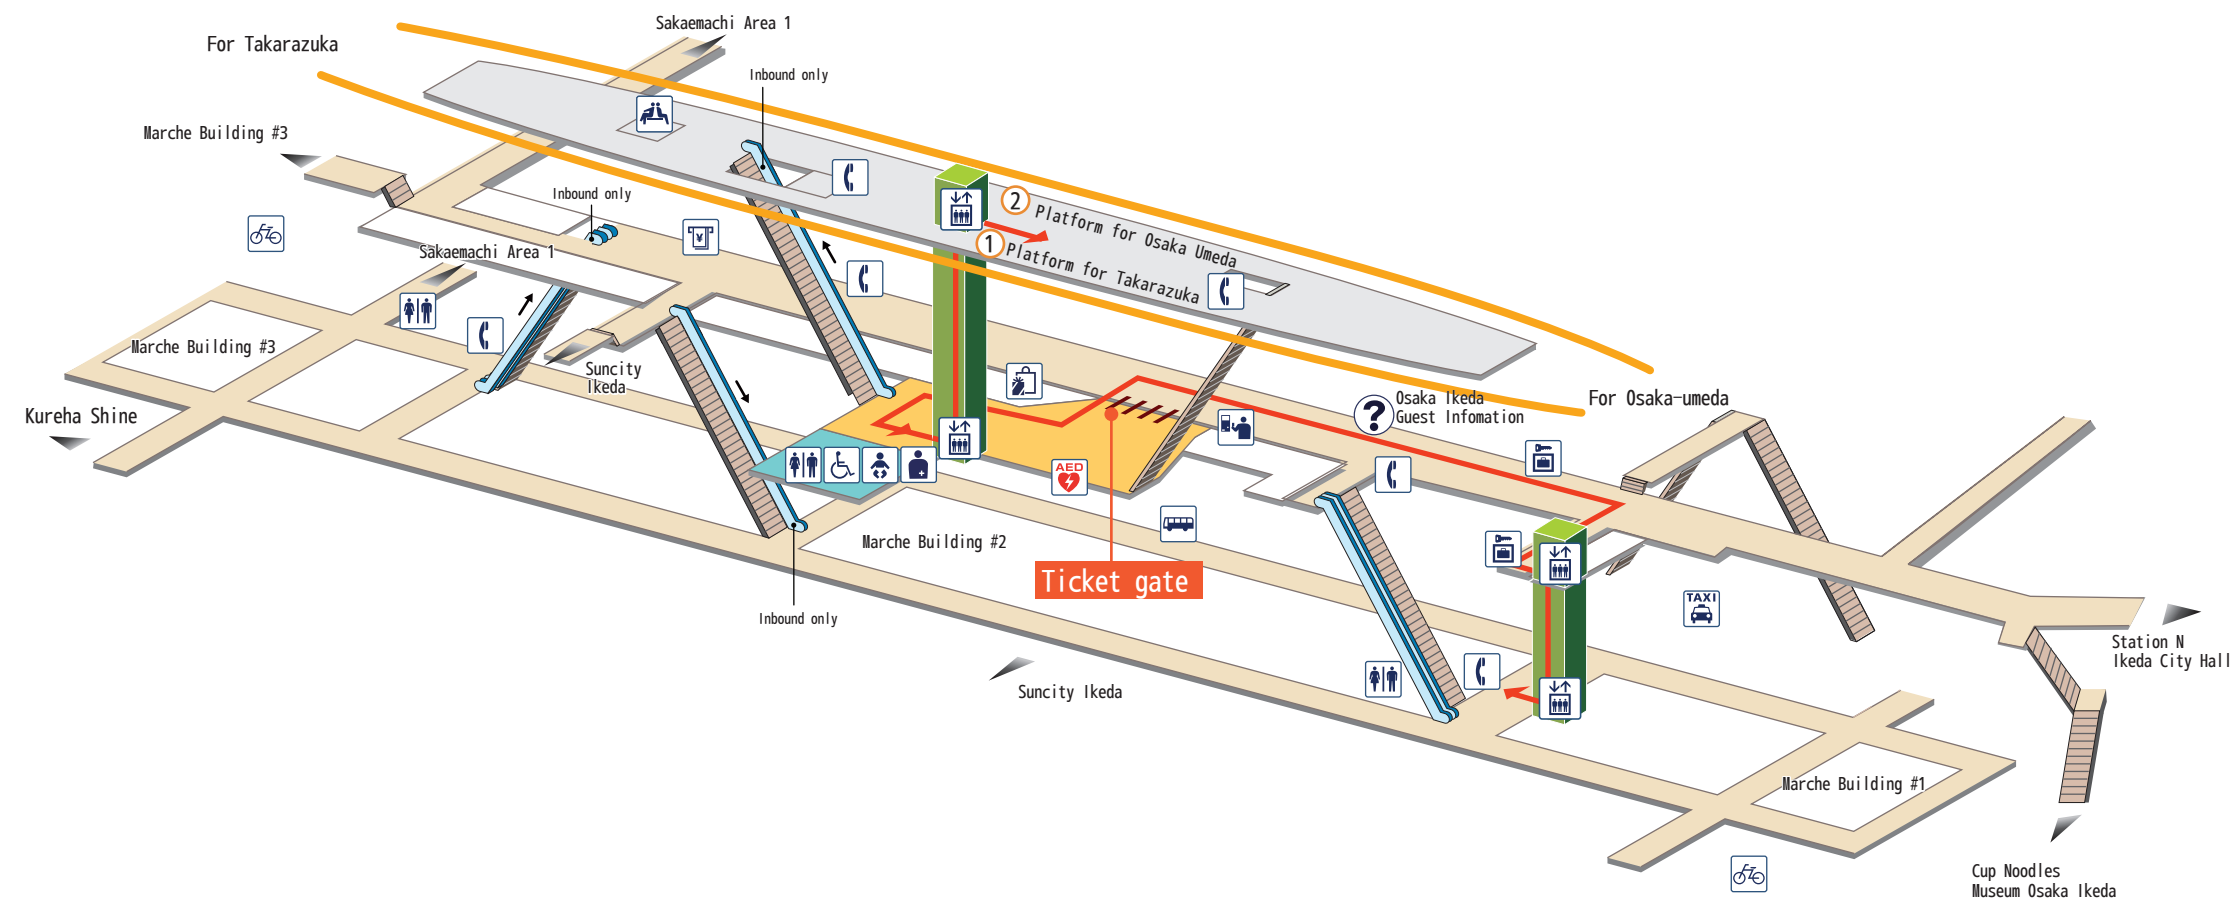 Sakaemachi Area 1
For Takarazuka
Inbound only
Marche Building #3
Inbound only
2
Platform for Osaka Umeda
1
Platform for Takarazuka
¥
Sakaemachi Area 1
Marche Building #3
Suncity
Ikeda
Kureha Shine
For Osaka-umeda
Osaka Ikeda
Guest Infomation
?
AED
Marche Building #2
Ticket gate
TAXI
Inbound only
Station N
Ikeda City Hall
Suncity Ikeda
Marche Building #1
Cup Noodles
Museum Osaka Ikeda